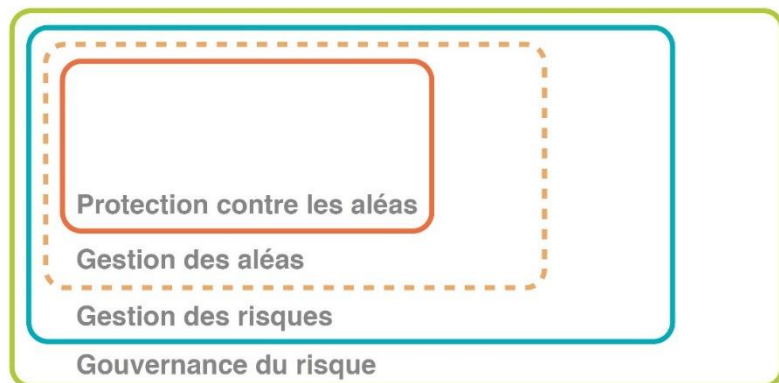 Protection contre les aléas
Gestion des aléas
Gestion des risques
Gouvernance du risque